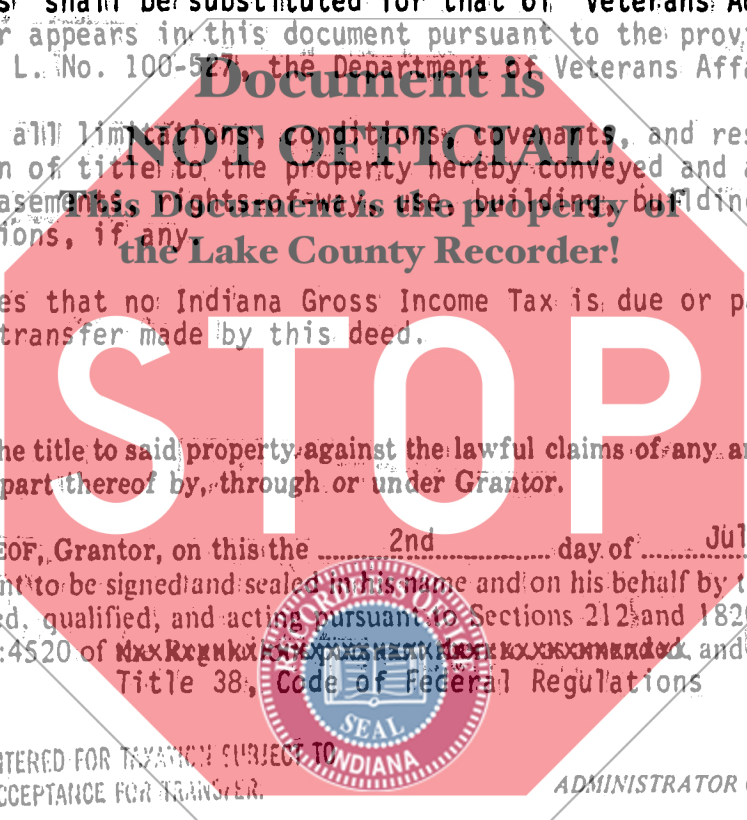 shall be substituted for that of "Veterans
r appears in this document pursuant to the prov
L. No. 100-527, the Department of Veterans Affa
Document is
all limitations, conditions, covenants, and res
NOT OFFICIAL!
n of title to the property hereby conveyed and a
asements, rights-of-way, use, building, building
This Document is the property of
ions, if any.
the Lake County Recorder!
es that no Indiana Gross Income Tax is due or pa
transfer made by this deed.
STOP
he title to said property against the lawful claims of any an
part thereof by, through or under Grantor.
EOF, Grantor, on this the 2nd day of Jul
nt to be signed and sealed in his name and on his behalf by t
ed, qualified, and acting pursuant to Sections 212 and 182
:4520 of and
Title 38, Code of Federal Regulations
RECORDER'S OFFICE
SEAL
INDIANA
TERED FOR TAXATION SUBJECT TO
CCEPTANCE FOR TRANSFER.
ADMINISTRATOR